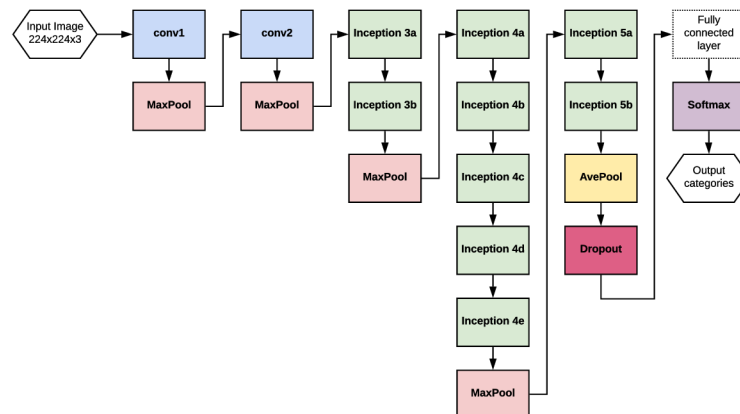 Input Image
224x224x3
conv1
MaxPool
conv2
MaxPool
Inception 3a
Inception 3b
MaxPool
Inception 4a
Inception 4b
Inception 4c
Inception 4d
Inception 4e
MaxPool
Inception 5a
Inception 5b
AvePool
Dropout
Fully
connected
layer
Softmax
Output
categories